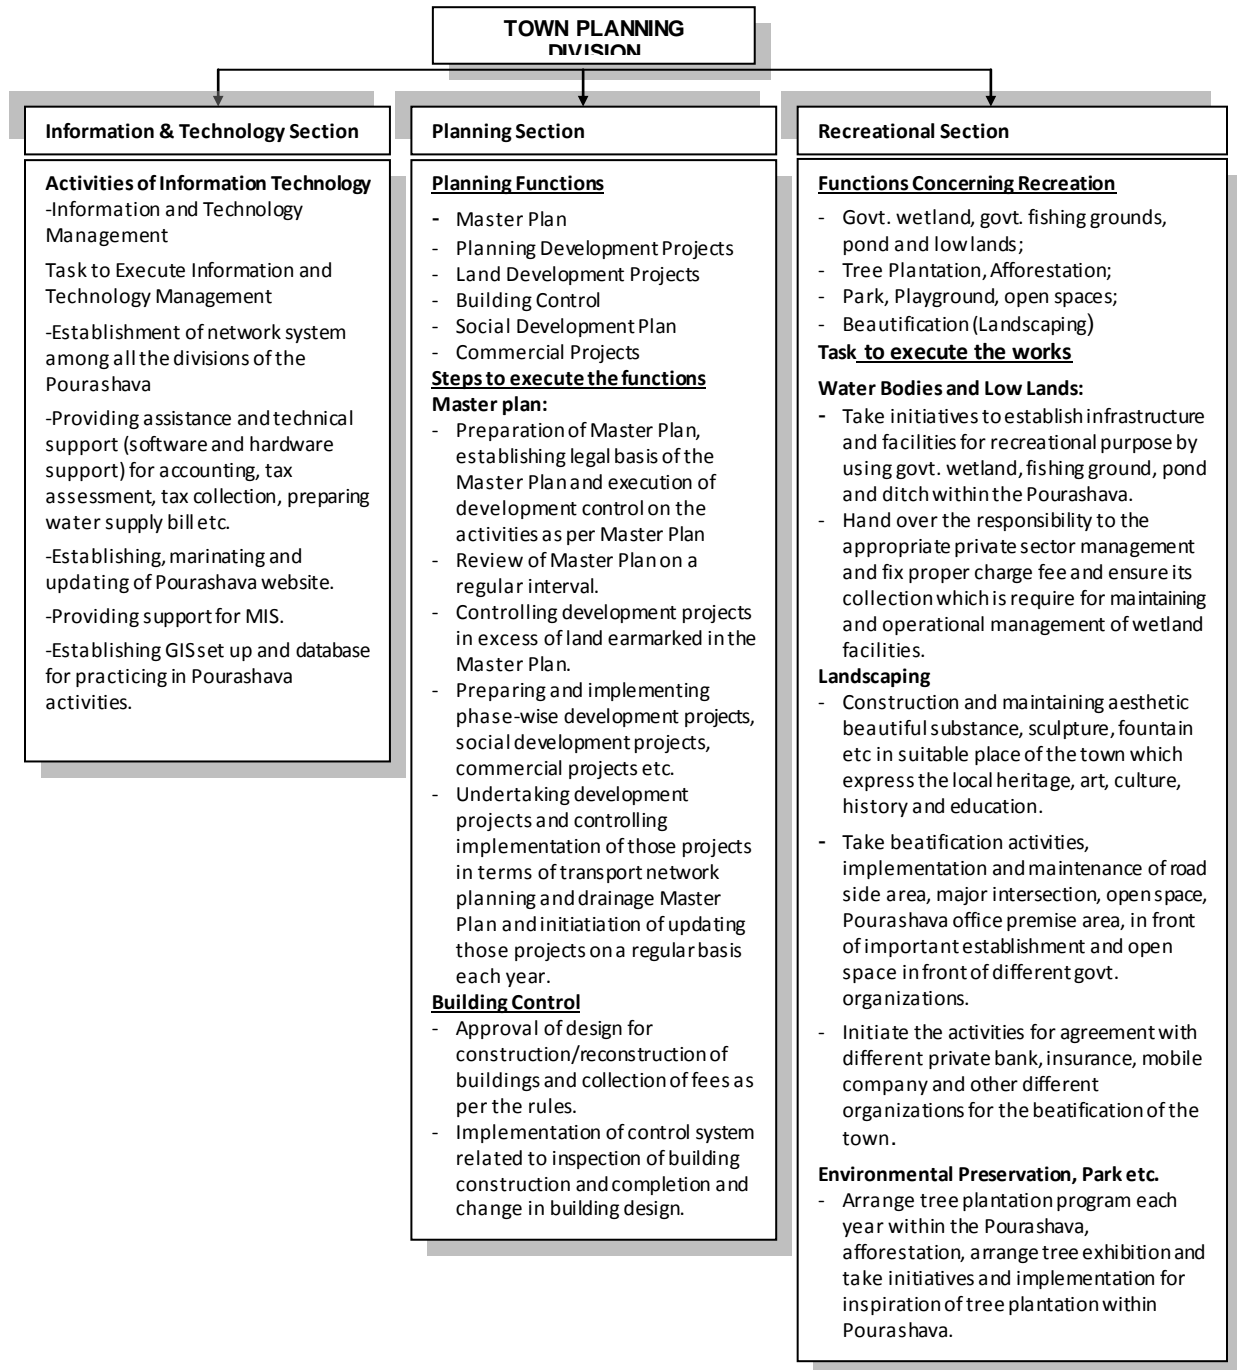 TOWN PLANNING
DIVISION
Information & Technology Section
Activities of Information Technology
-Information and Technology
Management
Task to Execute Information and
Technology Management
-Establishment of network system
among all the divisions of the
Pourashava
-Providing assistance and technical
support (software and hardware
support) for accounting, tax
assessment, tax collection, preparing
water supply bill etc.
-Establishing, marinating and
updating of Pourashava website.
-Providing support for MIS.
-Establishing GIS set up and database
for practicing in Pourashava
activities.
Planning Section
Planning Functions
- Master Plan
- Planning Development Projects
- Land Development Projects
- Building Control
- Social Development Plan
- Commercial Projects
Steps to execute the functions
Master plan:
- Preparation of Master Plan,
establishing legal basis of the
Master Plan and execution of
development control on the
activities as per Master Plan
- Review of Master Plan on a
regular interval.
- Controlling development projects
in excess of land earmarked in the
Master Plan.
- Preparing and implementing
phase-wise development projects,
social development projects,
commercial projects etc.
- Undertaking development
projects and controlling
implementation of those projects
in terms of transport network
planning and drainage Master
Plan and initiatiation of updating
those projects on a regular basis
each year.
Building Control
- Approval of design for
construction/reconstruction of
buildings and collection of fees as
per the rules.
- Implementation of control system
related to inspection of building
construction and completion and
change in building design.
Recreational Section
Functions Concerning Recreation
- Govt. wetland, govt. fishing grounds,
pond and low lands;
- Tree Plantation, Afforestation;
- Park, Playground, open spaces;
- Beautification (Landscaping)
Task to execute the works
Water Bodies and Low Lands:
- Take initiatives to establish infrastructure
and facilities for recreational purpose by
using govt. wetland, fishing ground, pond
and ditch within the Pourashava.
- Hand over the responsibility to the
appropriate private sector management
and fix proper charge fee and ensure its
collection which is require for maintaining
and operational management of wetland
facilities.
Landscaping
- Construction and maintaining aesthetic
beautiful substance, sculpture, fountain
etc in suitable place of the town which
express the local heritage, art, culture,
history and education.
- Take beatification activities,
implementation and maintenance of road
side area, major intersection, open space,
Pourashava office premise area, in front
of important establishment and open
space in front of different govt.
organizations.
- Initiate the activities for agreement with
different private bank, insurance, mobile
company and other different
organizations for the beatification of the
town.
Environmental Preservation, Park etc.
- Arrange tree plantation program each
year within the Pourashava,
afforestation, arrange tree exhibition and
take initiatives and implementation for
inspiration of tree plantation within
Pourashava.